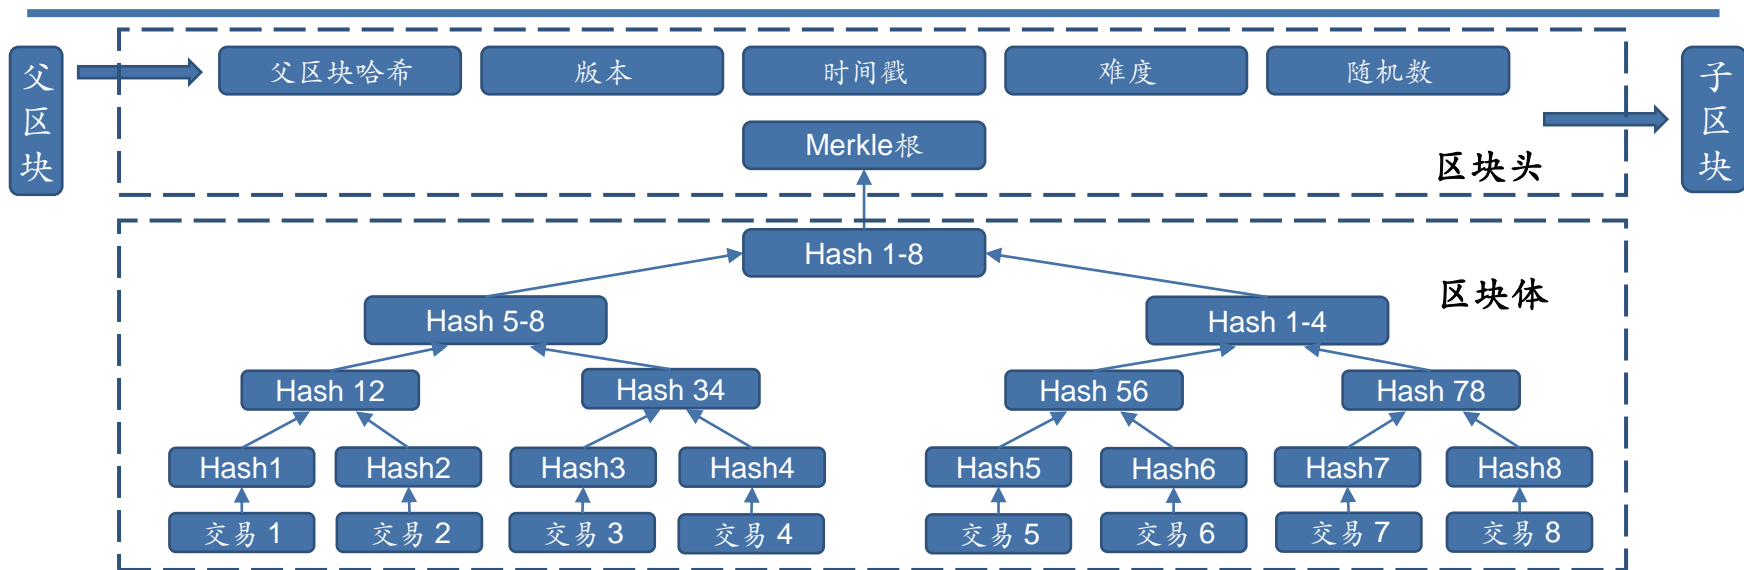 父区块
父区块哈希
版本
时间戳
难度
随机数
子区块
Merkle根
区块头
Hash 1-8
区块体
Hash 5-8
Hash 1-4
Hash 12
Hash 34
Hash 56
Hash 78
Hash1
Hash2
Hash3
Hash4
Hash5
Hash6
Hash7
Hash8
交易 1
交易 2
交易 3
交易 4
交易 5
交易 6
交易 7
交易 8